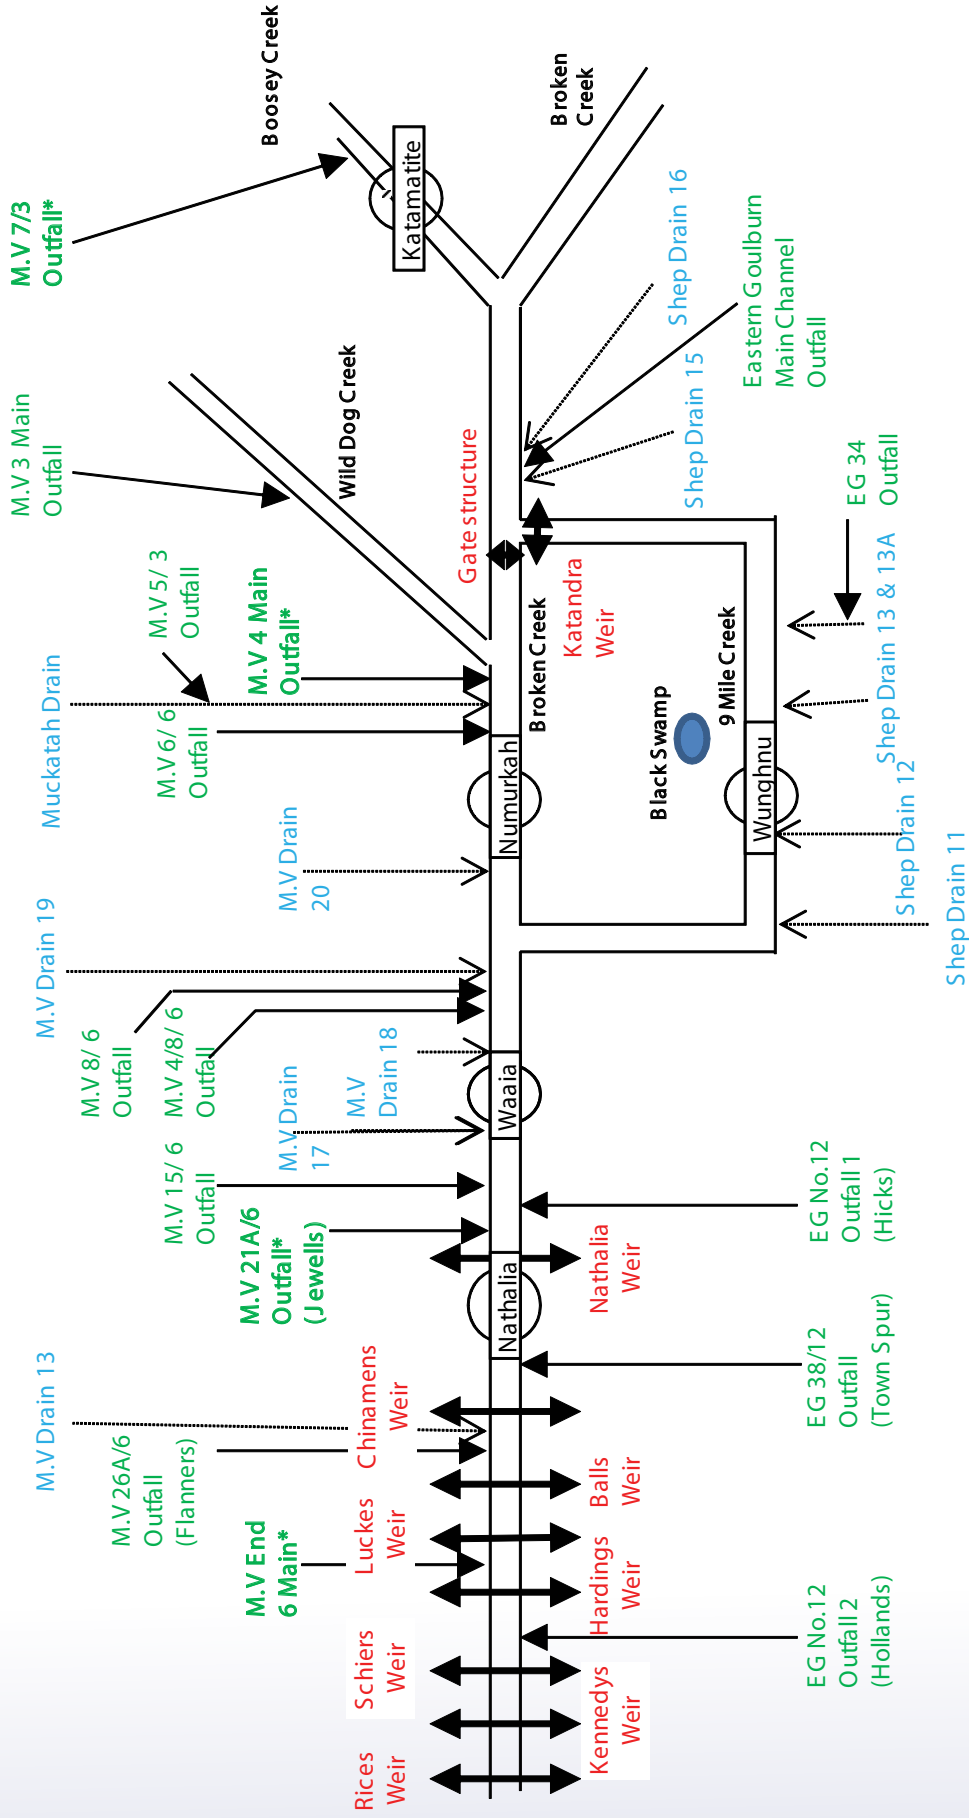 M.V Drain 13
M.V 26A/6
Outfall
(Flanners)
M.V End
6 Main*
M.V 15/ 6
Outfall
M.V 21A/6
Outfall*
(Jewells)
M.V 8/ 6
Outfall
M.V 4/8/ 6
Outfall
M.V Drain
17
M.V
Drain 18
M.V Drain 19
M.V Drain
20
Muckatah Drain
M.V 6/ 6
Outfall
M.V 5/ 3
Outfall
M.V 4 Main
Outfall*
M.V 3 Main
Outfall
M.V 7/3
Outfall*
Boosey Creek
Wild Dog Creek
Broken
Creek
Katamatite
Rices
Weir
Schiers
Weir
Luckes
Weir
Chinamens
Weir
Gate structure
Nathalia
Waaia
Numurkah
Broken Creek
Katandra
Weir
Kennedys
Weir
Hardings
Weir
Balls
Weir
Nathalia
Weir
Black Swamp
9 Mile Creek
Wunghnu
Shep Drain 16
Shep Drain 15
Eastern Goulburn
Main Channel
Outfall
EG No.12
Outfall 2
(Hollands)
EG 38/12
Outfall
(Town Spur)
EG No.12
Outfall 1
(Hicks)
EG 34
Outfall
Shep Drain 13 & 13A
Shep Drain 12
Shep Drain 11